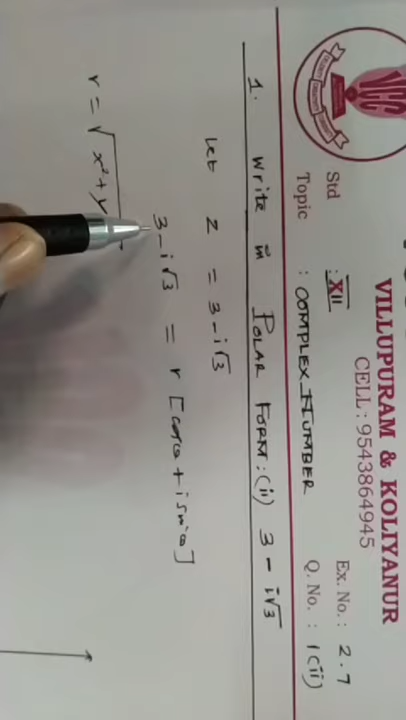 VILLUPURAM & KOLIYANUR
CELL : 9543864945
VCC
Std : XII
Ex. No. : 2.7
Topic : COMPLEX NUMBER
Q. No. : 1(ii)
1. Write in POLAR FORM : (ii) 3 - i√3
Let z = 3 - i√3
3 - i√3 = r [cosθ + i sinθ]
r = √x² + y